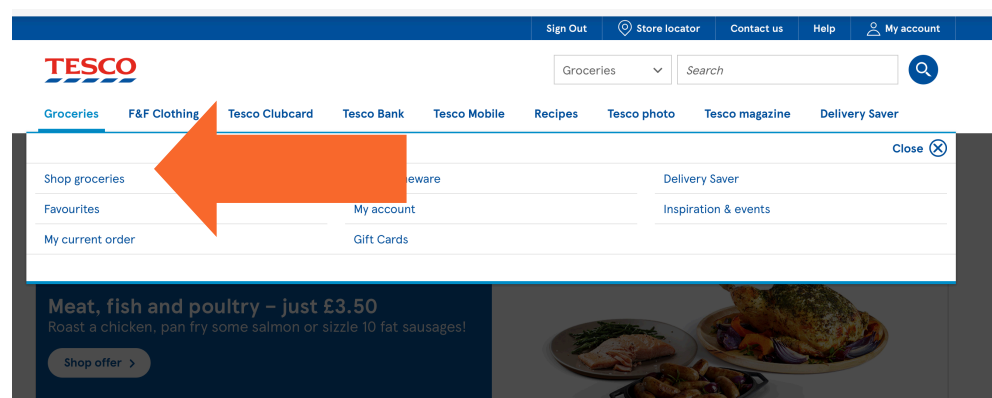 Sign Out Store locator Contact us Help My account
TESCO
Groceries Search
Groceries F&F Clothing Tesco Clubcard Tesco Bank Tesco Mobile Recipes Tesco photo Tesco magazine Delivery Saver
Close
Shop groceries Delivery Saver
Favourites My account Inspiration & events
My current order Gift Cards
Meat, fish and poultry – just £3.50
Roast a chicken, pan fry some salmon or sizzle 10 fat sausages!
Shop offer